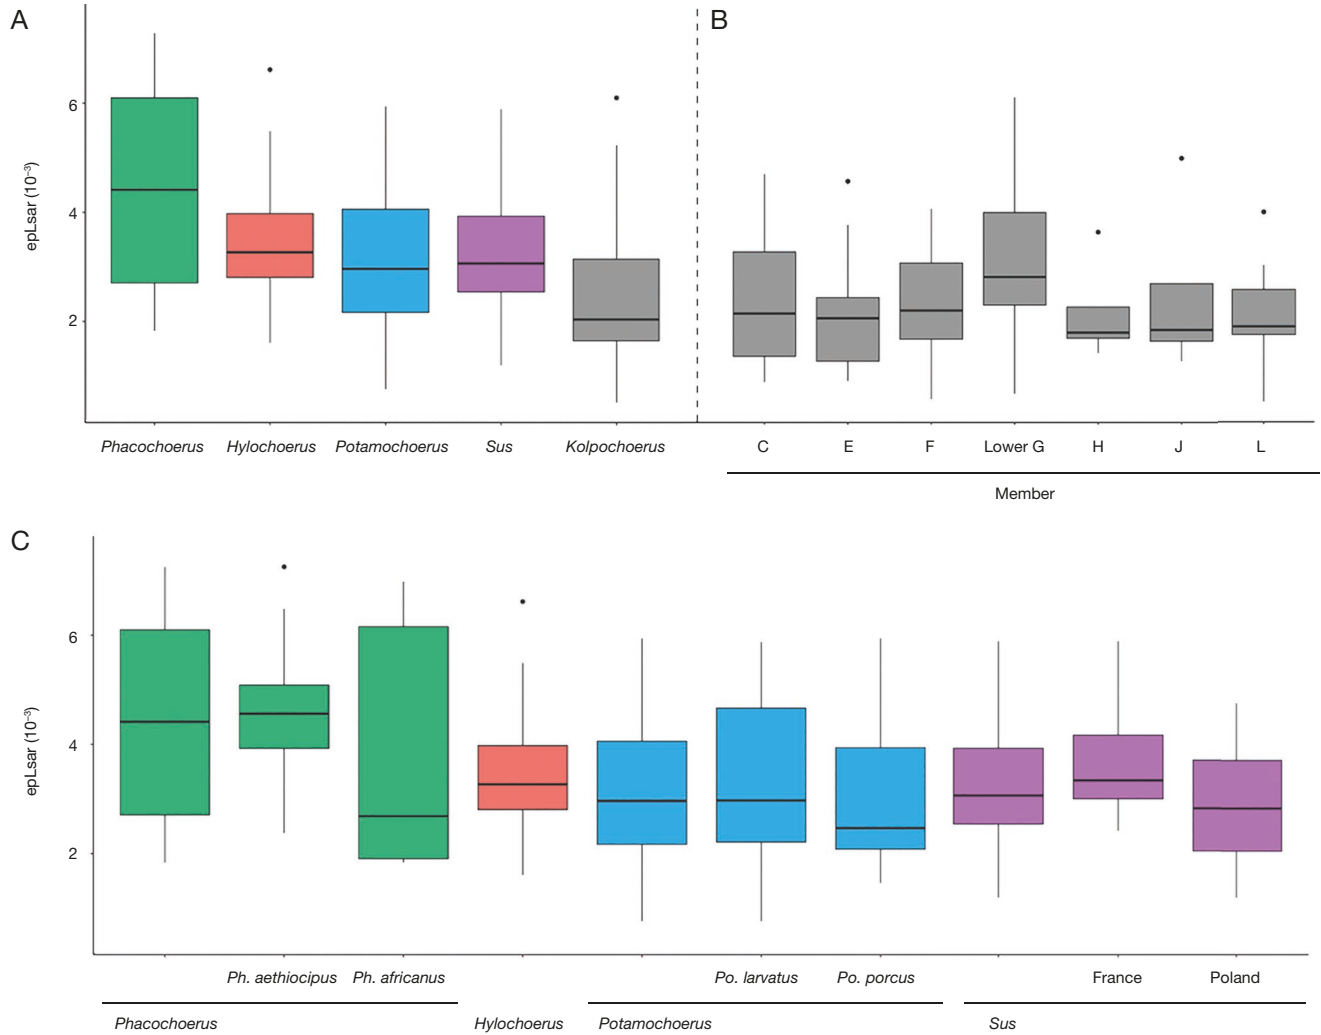 A
B
6
4
2
epLsar (10⁻³)
Phacochoerus Hylochoerus Potamochoerus Sus Kolpochoerus
C E F Lower G H J L
Member
C
6
4
2
epLsar (10⁻³)
Ph. aethiocipus Ph. africanus Po. larvatus Po. porcus France Poland
Phacochoerus Hylochoerus Potamochoerus Sus